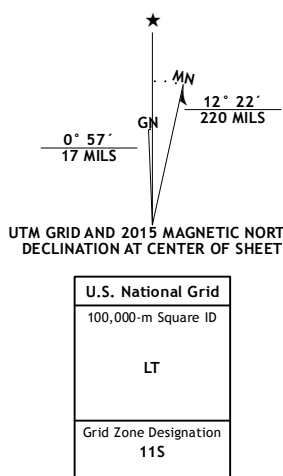 ★
MN
GN
12° 22´
220 MILS
0° 57´
17 MILS
UTM GRID AND 2015 MAGNETIC NORT
DECLINATION AT CENTER OF SHEET
U.S. National Grid
100,000-m Square ID
LT
Grid Zone Designation
11S